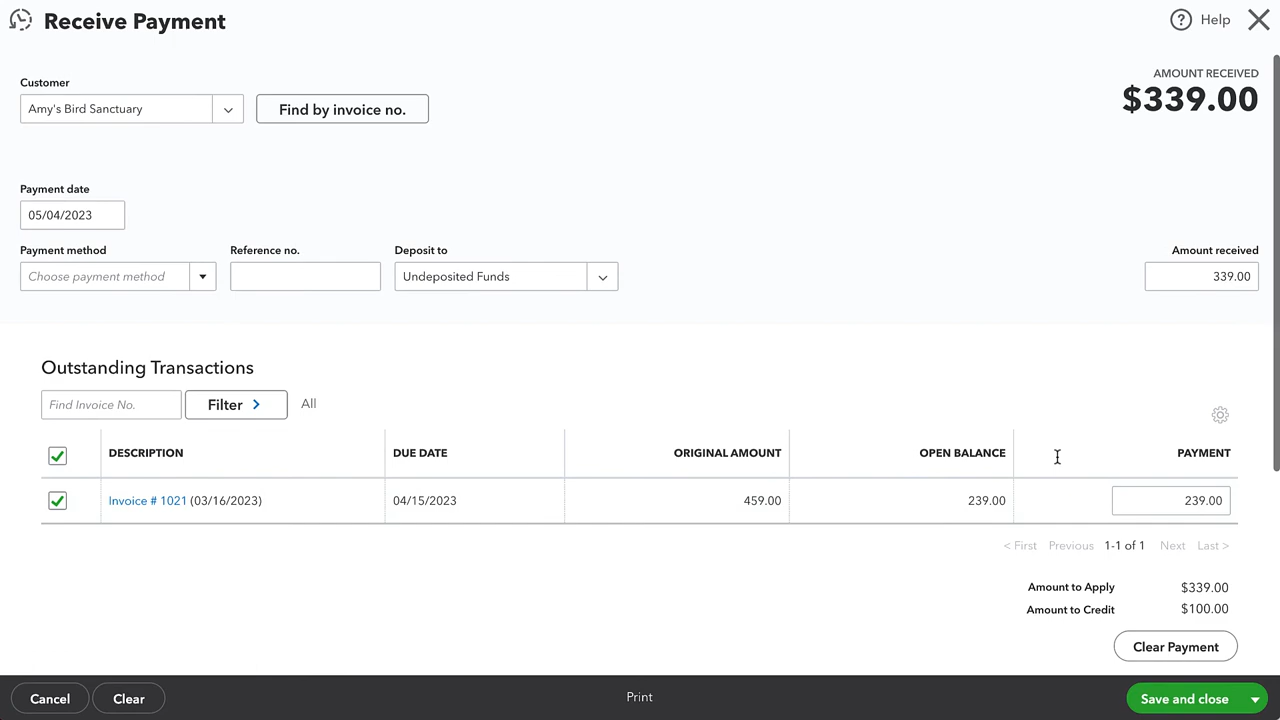 Receive Payment
Help
Customer
AMOUNT RECEIVED
Amy's Bird Sanctuary
Find by invoice no.
$339.00
Payment date
05/04/2023
Payment method
Reference no.
Deposit to
Amount received
Choose payment method
Undeposited Funds
339.00
Outstanding Transactions
Find Invoice No.
Filter >
All
DESCRIPTION
DUE DATE
ORIGINAL AMOUNT
OPEN BALANCE
PAYMENT
Invoice # 1021 (03/16/2023)
04/15/2023
459.00
239.00
239.00
< First Previous 1-1 of 1 Next Last >
Amount to Apply $339.00
Amount to Credit $100.00
Clear Payment
Cancel
Clear
Print
Save and close